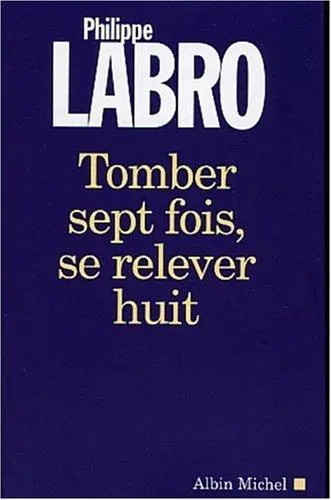 Philippe
LABRO
Tomber
sept fois,
se relever
huit
Albin Michel